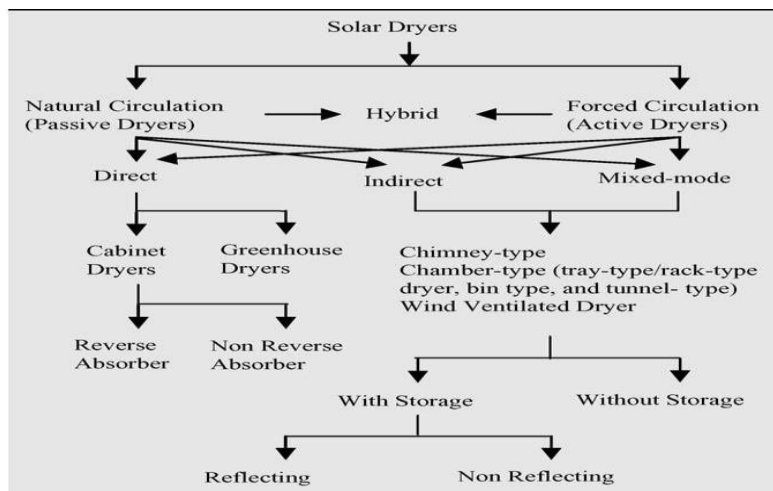 Solar Dryers
Natural Circulation
(Passive Dryers)
Hybrid
Forced Circulation
(Active Dryers)
Direct
Indirect
Mixed-mode
Cabinet
Dryers
Greenhouse
Dryers
Chimney-type
Chamber-type (tray-type/rack-type
dryer, bin type, and tunnel- type)
Wind Ventilated Dryer
Reverse
Absorber
Non Reverse
Absorber
With Storage
Without Storage
Reflecting
Non Reflecting